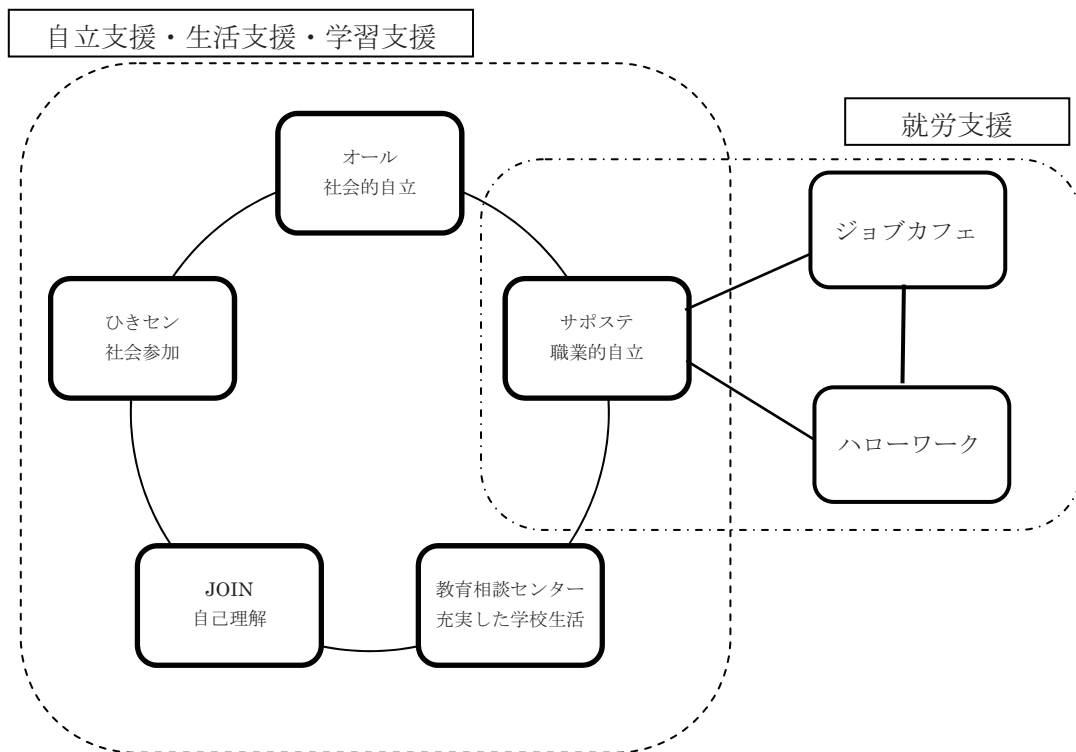 自立支援・生活支援・学習支援
就労支援
オール
社会的自立
ジョブカフェ
ひきセン
社会参加
サポステ
職業的自立
ハローワーク
JOIN
自己理解
教育相談センター
充実した学校生活